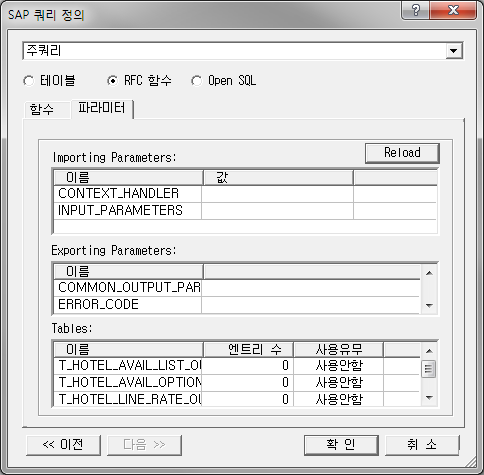 SAP 쿼리 정의
주쿼리
테이블 RFC 함수 Open SQL
함수 파라미터
Reload
Importing Parameters:
이름 값
CONTEXT_HANDLER
INPUT_PARAMETERS
Exporting Parameters:
이름
COMMON_OUTPUT_PAR
ERROR_CODE
Tables:
이름 엔트리 수 사용유무
T_HOTEL_AVAIL_LIST_OU 0 사용안함
T_HOTEL_AVAIL_OPTION 0 사용안함
T_HOTEL_LINE_RATE_OU 0 사용안함
<< 이전 다음 >> 확 인 취 소